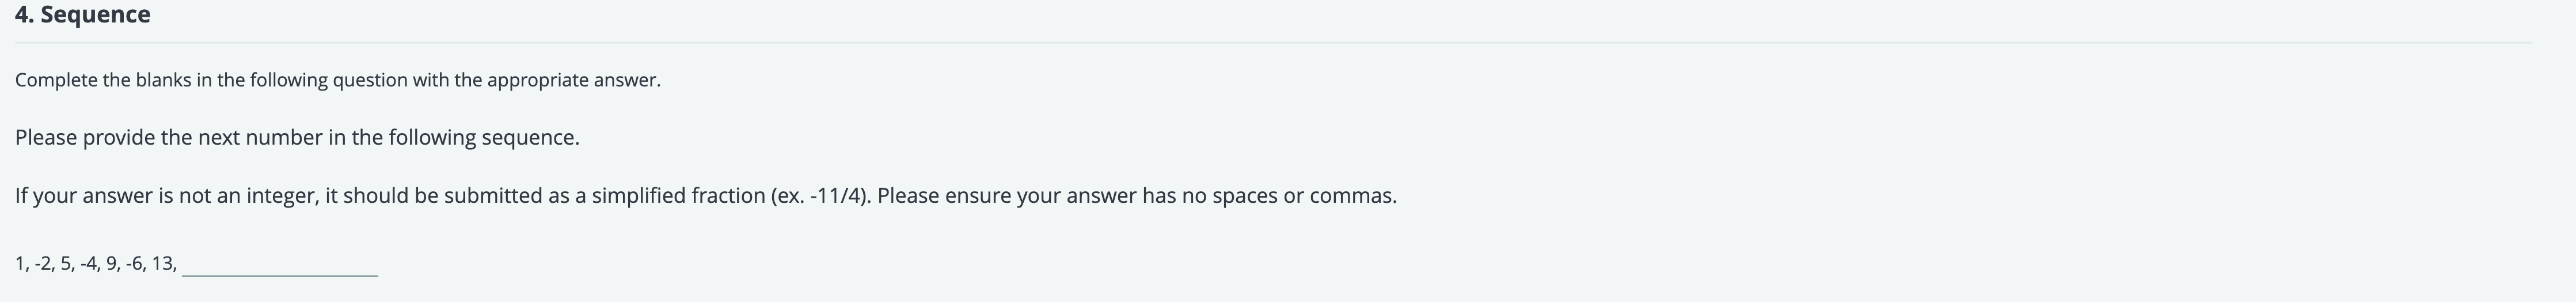 4. Sequence
Complete the blanks in the following question with the appropriate answer.
Please provide the next number in the following sequence.
If your answer is not an integer, it should be submitted as a simplified fraction (ex. -11/4). Please ensure your answer has no spaces or commas.
1, -2, 5, -4, 9, -6, 13,